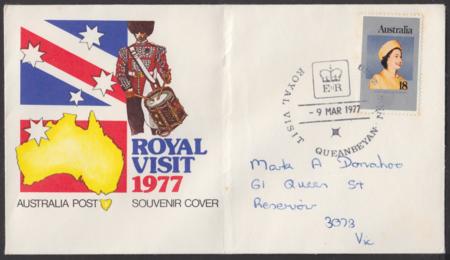 Australia
18
ROYAL VISIT QUEANBEYAN
E R
- 9 MAR 1977
ROYAL
VISIT
1977
AUSTRALIA POST SOUVENIR COVER
Mark A Donahoo
61 Queen St
Reservoir
3073
Vic